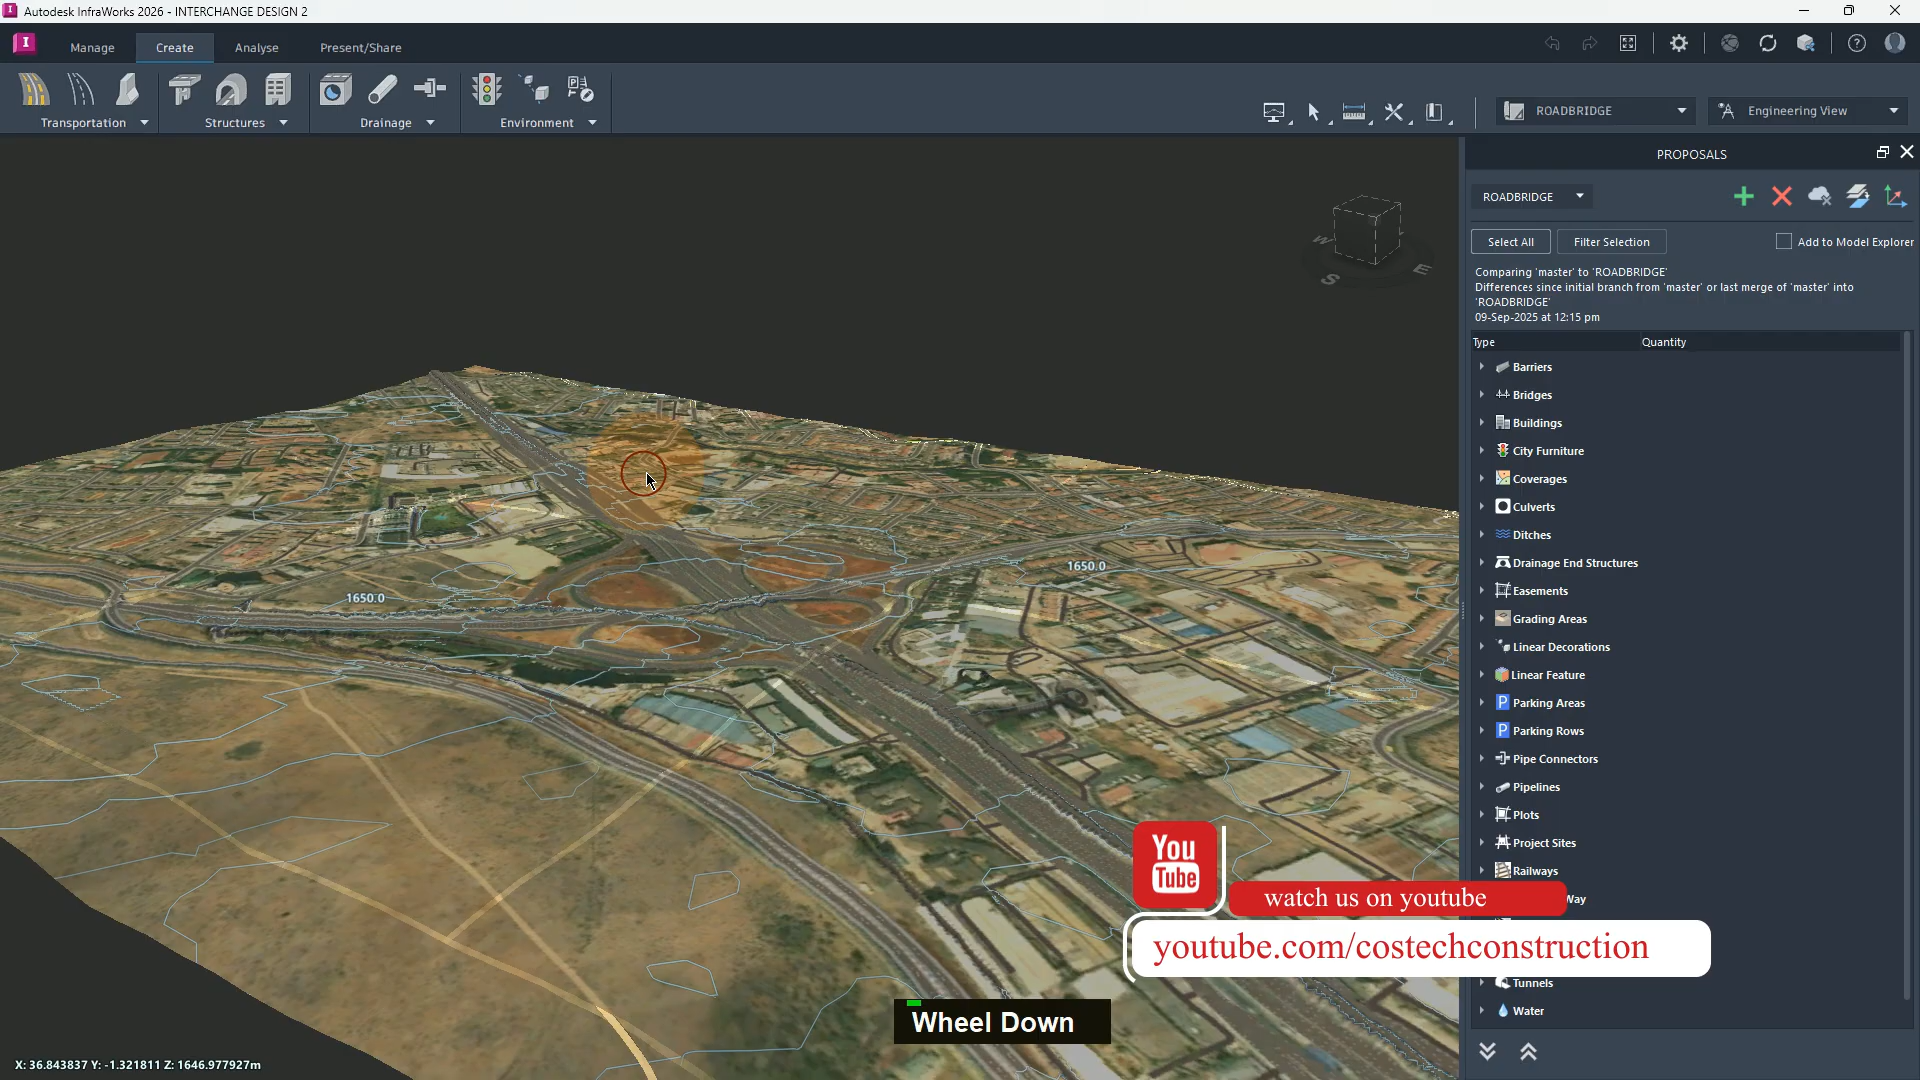 Autodesk InfraWorks 2026 - INTERCHANGE DESIGN 2
I
Manage
Create
Analyse
Present/Share
Transportation
Structures
Drainage
Environment
ROADBRIDGE
Engineering View
PROPOSALS
ROADBRIDGE
Select All
Filter Selection
Add to Model Explorer
Comparing 'master' to 'ROADBRIDGE'
Differences since initial branch from 'master' or last merge of 'master' into
'ROADBRIDGE'
09-Sep-2025 at 12:15 pm
Type
Quantity
Barriers
Bridges
Buildings
City Furniture
Coverages
Culverts
Ditches
Drainage End Structures
Easements
Grading Areas
Linear Decorations
Linear Feature
Parking Areas
Parking Rows
Pipe Connectors
Pipelines
Plots
Project Sites
Railways
Way
Tunnels
Water
W
S
E
1650.0
1650.0
You
Tube
watch us on youtube
youtube.com/costechconstruction
Wheel Down
X: 36.843837 Y: -1.321811 Z: 1646.977927m